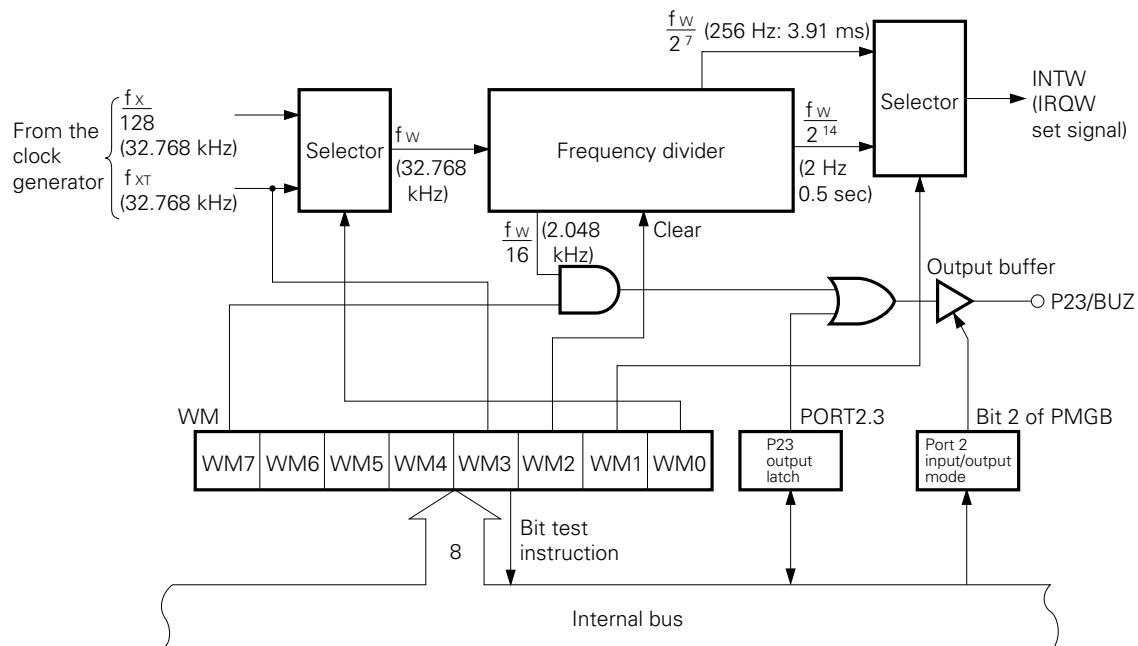 fW/2^7 (256 Hz: 3.91 ms)
From the clock generator
fX/128
(32.768 kHz)
fXT
(32.768 kHz)
Selector
fW
(32.768 kHz)
Frequency divider
fW/2^14
(2 Hz
0.5 sec)
Selector
INTW
(IRQW
set signal)
fW/16 (2.048 kHz)
Clear
Output buffer
P23/BUZ
WM
WM7 WM6 WM5 WM4 WM3 WM2 WM1 WM0
PORT2.3
P23
output
latch
Bit 2 of PMGB
Port 2
input/output
mode
8
Bit test
instruction
Internal bus